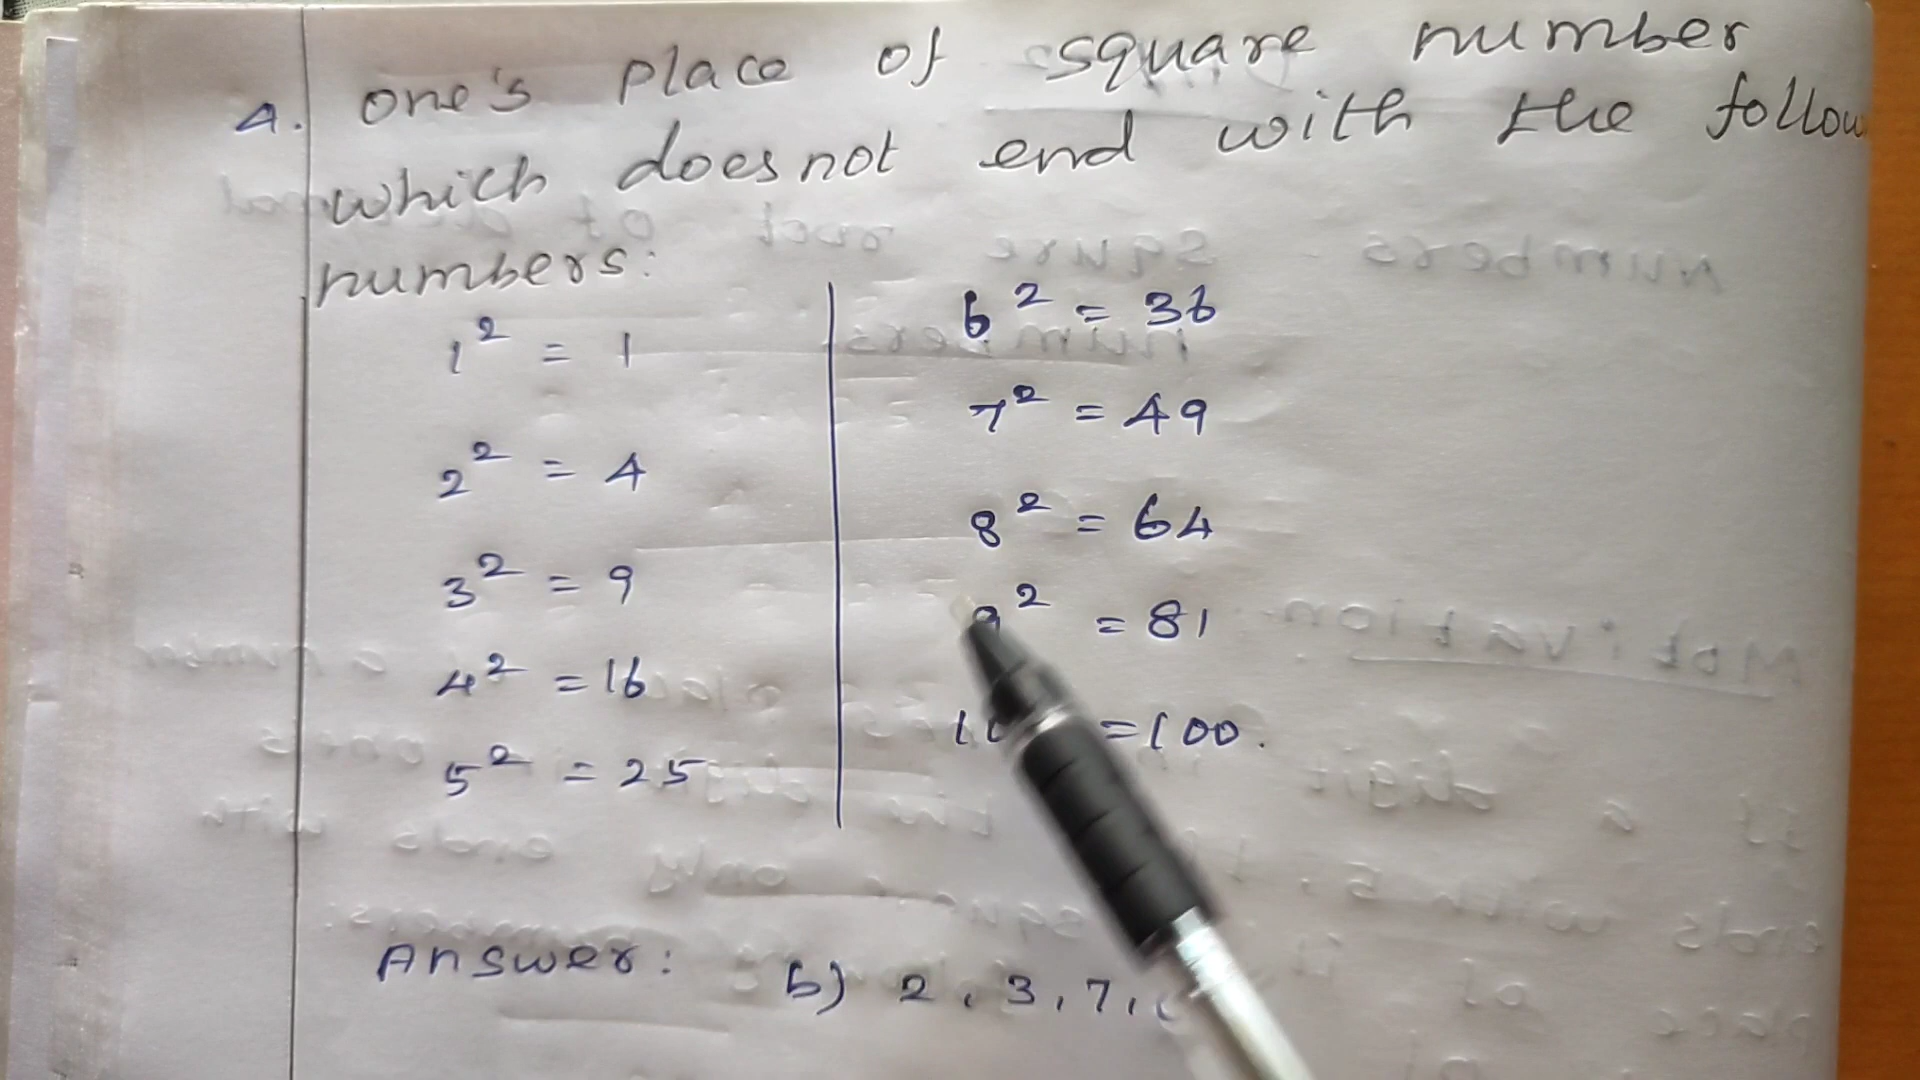 4. one's place of square number
which does not end with the follow
numbers:
1² = 1
2² = 4
3² = 9
4² = 16
5² = 25
6² = 36
7² = 49
8² = 64
9² = 81
= 100.
Answer: b) 2, 3, 7,